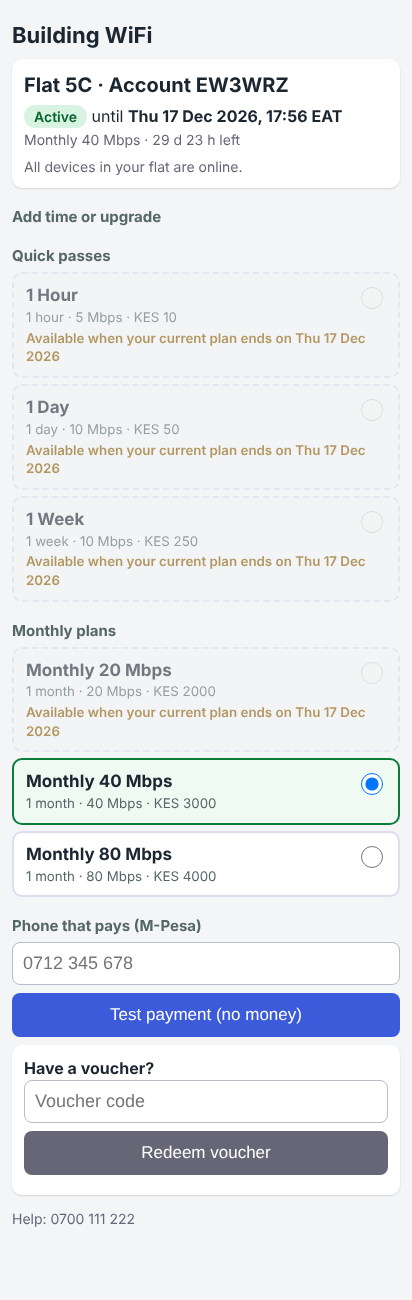 Building WiFi
Flat 5C · Account EW3WRZ
Active until Thu 17 Dec 2026, 17:56 EAT
Monthly 40 Mbps · 29 d 23 h left
All devices in your flat are online.
Add time or upgrade
Quick passes
1 Hour
1 hour · 5 Mbps · KES 10
Available when your current plan ends on Thu 17 Dec
2026
1 Day
1 day · 10 Mbps · KES 50
Available when your current plan ends on Thu 17 Dec
2026
1 Week
1 week · 10 Mbps · KES 250
Available when your current plan ends on Thu 17 Dec
2026
Monthly plans
Monthly 20 Mbps
1 month · 20 Mbps · KES 2000
Available when your current plan ends on Thu 17 Dec
2026
Monthly 40 Mbps
1 month · 40 Mbps · KES 3000
Monthly 80 Mbps
1 month · 80 Mbps · KES 4000
Phone that pays (M-Pesa)
0712 345 678
Test payment (no money)
Have a voucher?
Voucher code
Redeem voucher
Help: 0700 111 222